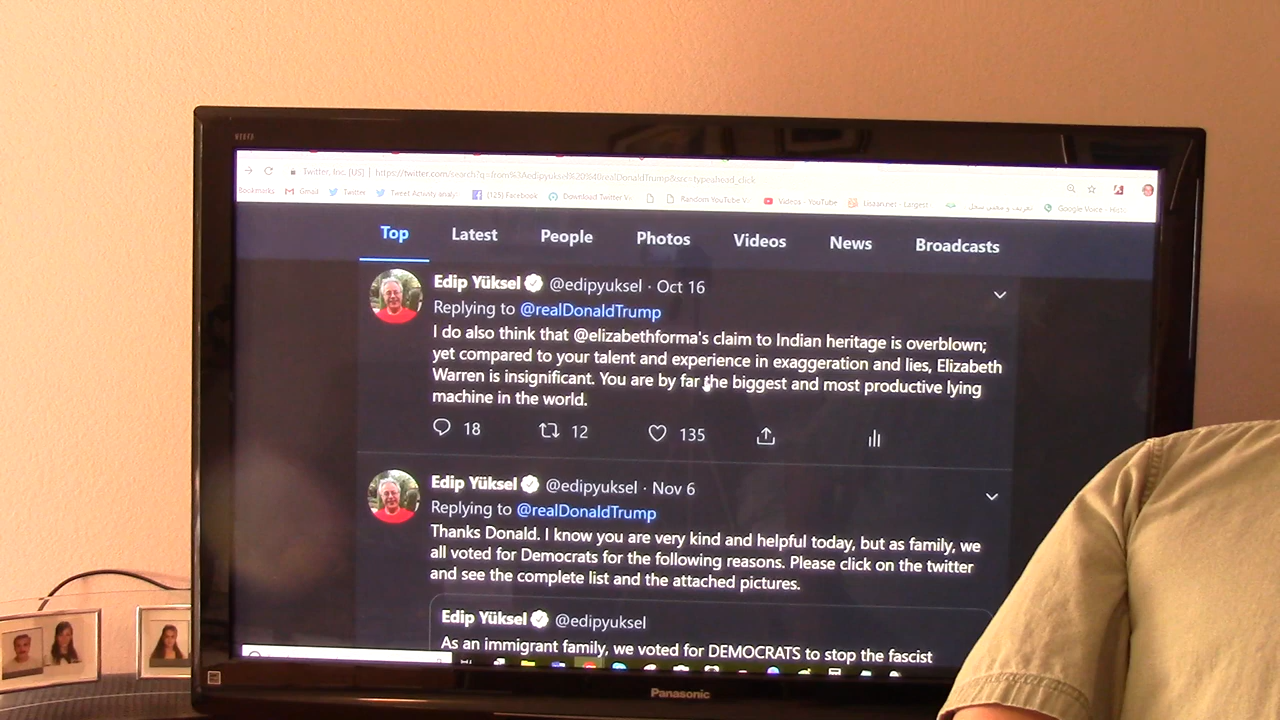 Twitter, Inc. [US] | https://twitter.com/search?q=from%3Aedipyuksel%20%40realDonaldTrump&src=typeahead_click
Bookmarks Gmail Twitter Tweet Activity analy (125) Facebook Download Twitter V Random YouTube V Videos - YouTube Lisaan.net - Largest Google Voice - Hist
Top Latest People Photos Videos News Broadcasts
Edip Yüksel @edipyuksel · Oct 16
Replying to @realDonaldTrump
I do also think that @elizabethforma's claim to Indian heritage is overblown;
yet compared to your talent and experience in exaggeration and lies, Elizabeth
Warren is insignificant. You are by far the biggest and most productive lying
machine in the world.
18 12 135
Edip Yüksel @edipyuksel · Nov 6
Replying to @realDonaldTrump
Thanks Donald. I know you are very kind and helpful today, but as family, we
all voted for Democrats for the following reasons. Please click on the twitter
and see the complete list and the attached pictures.
Edip Yüksel @edipyuksel
As an immigrant family, we voted for DEMOCRATS to stop the fascist
Panasonic